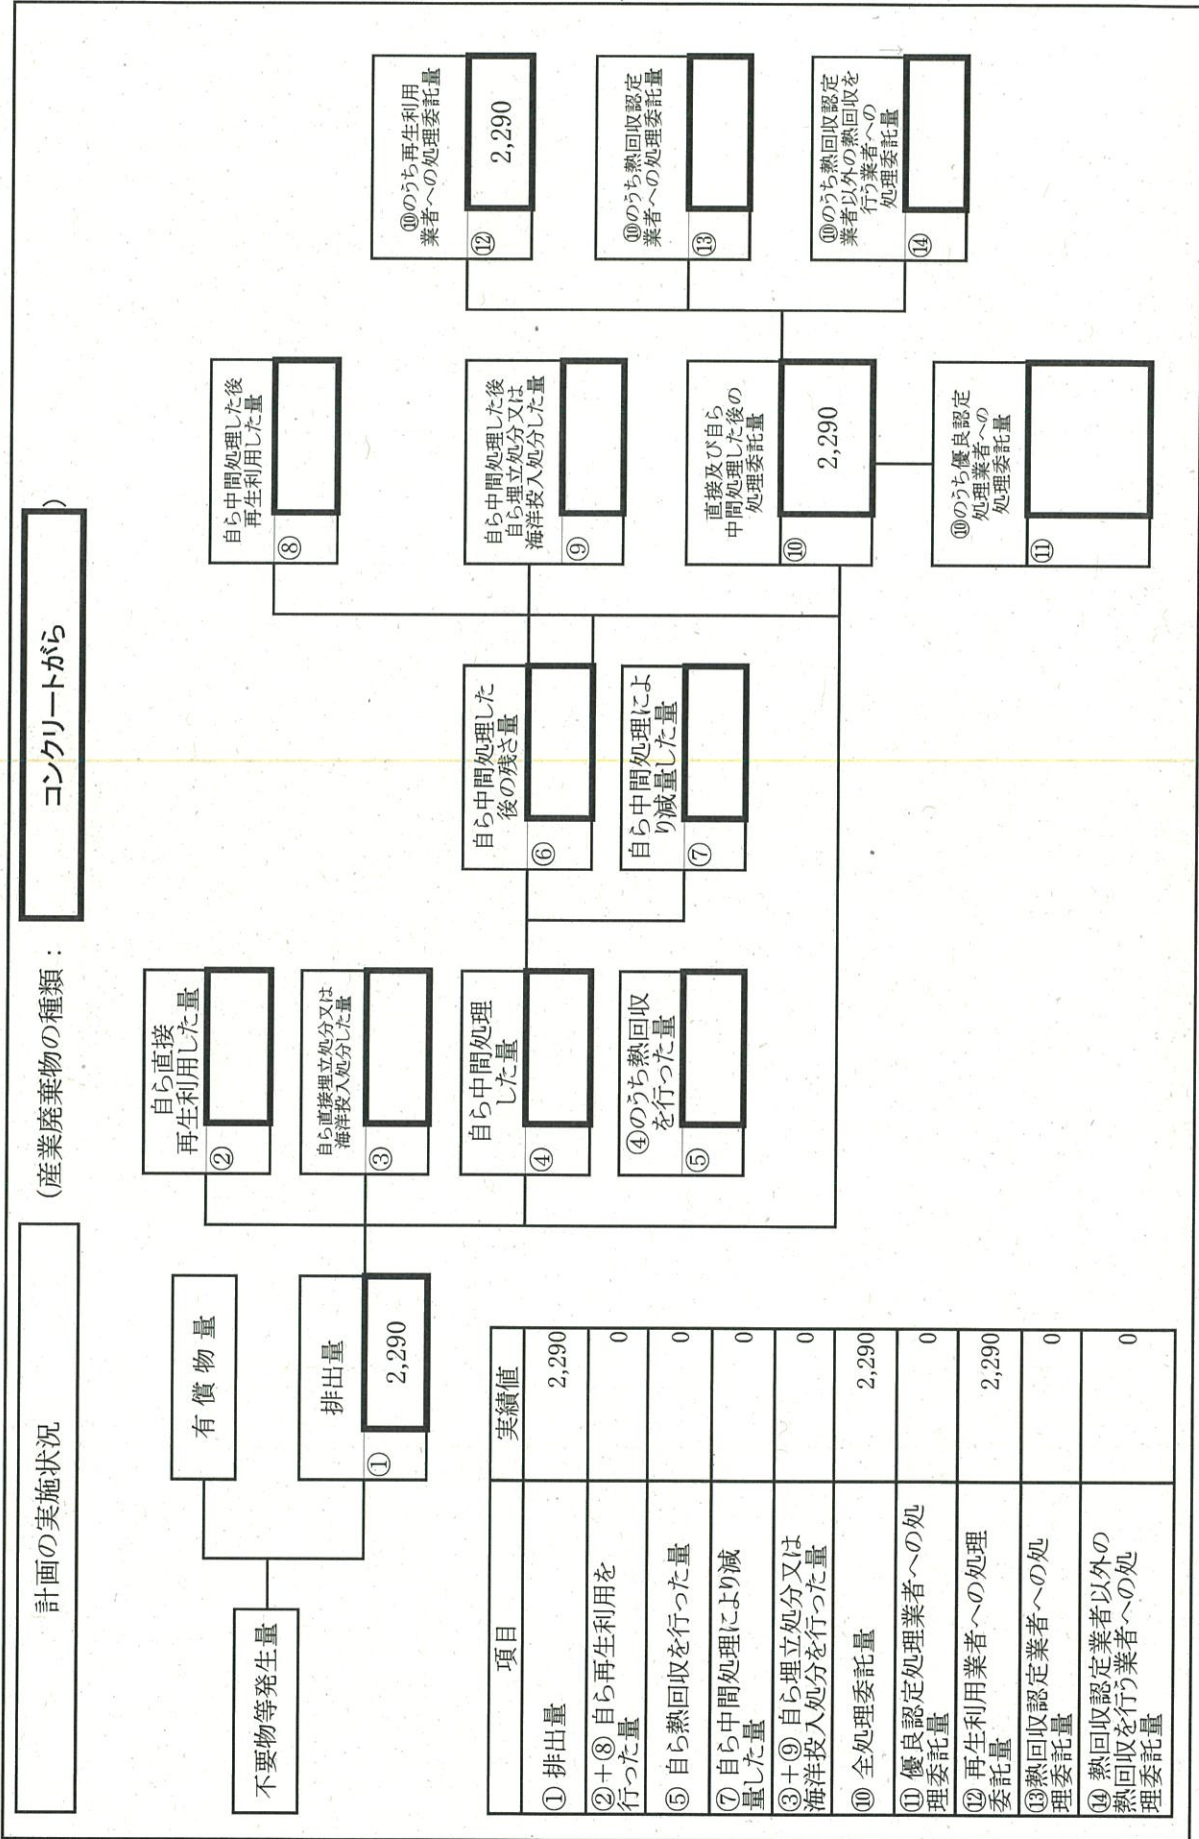 計画の実施状況
(産業廃棄物の種類：
コンクリートがら
)
不要物等発生量
有償物量
排出量
①
2,290
自ら直接
再生利用した量
②
自ら直接埋立処分又は
海洋投入処分した量
③
自ら中間処理
した量
④
④のうち熱回収
を行った量
⑤
自ら中間処理した
後の残さ量
⑥
自ら中間処理によ
り減量した量
⑦
自ら中間処理した後
再生利用した量
⑧
自ら中間処理した後
自ら埋立処分又は
海洋投入処分した量
⑨
直接及び自ら
中間処理した後の
処理委託量
⑩
2,290
⑩のうち優良認定
処理業者への
処理委託量
⑪
⑩のうち再生利用
業者への処理委託量
⑫
2,290
⑩のうち熱回収認定
業者への処理委託量
⑬
⑩のうち熱回収認定
業者以外の熱回収を
行う業者への
処理委託量
⑭
項目 実績値
① 排出量 2,290
②＋⑧ 自ら再生利用を
行った量 0
⑤ 自ら熱回収を行った量 0
⑦ 自ら中間処理により減
量した量 0
③＋⑨ 自ら埋立処分又は
海洋投入処分を行った量 0
⑩ 全処理委託量 2,290
⑪ 優良認定処理業者への処
理委託量 0
⑫ 再生利用業者への処理
委託量 2,290
⑬熱回収認定業者への処
理委託量 0
⑭ 熱回収認定業者以外の
熱回収を行う業者への処
理委託量 0